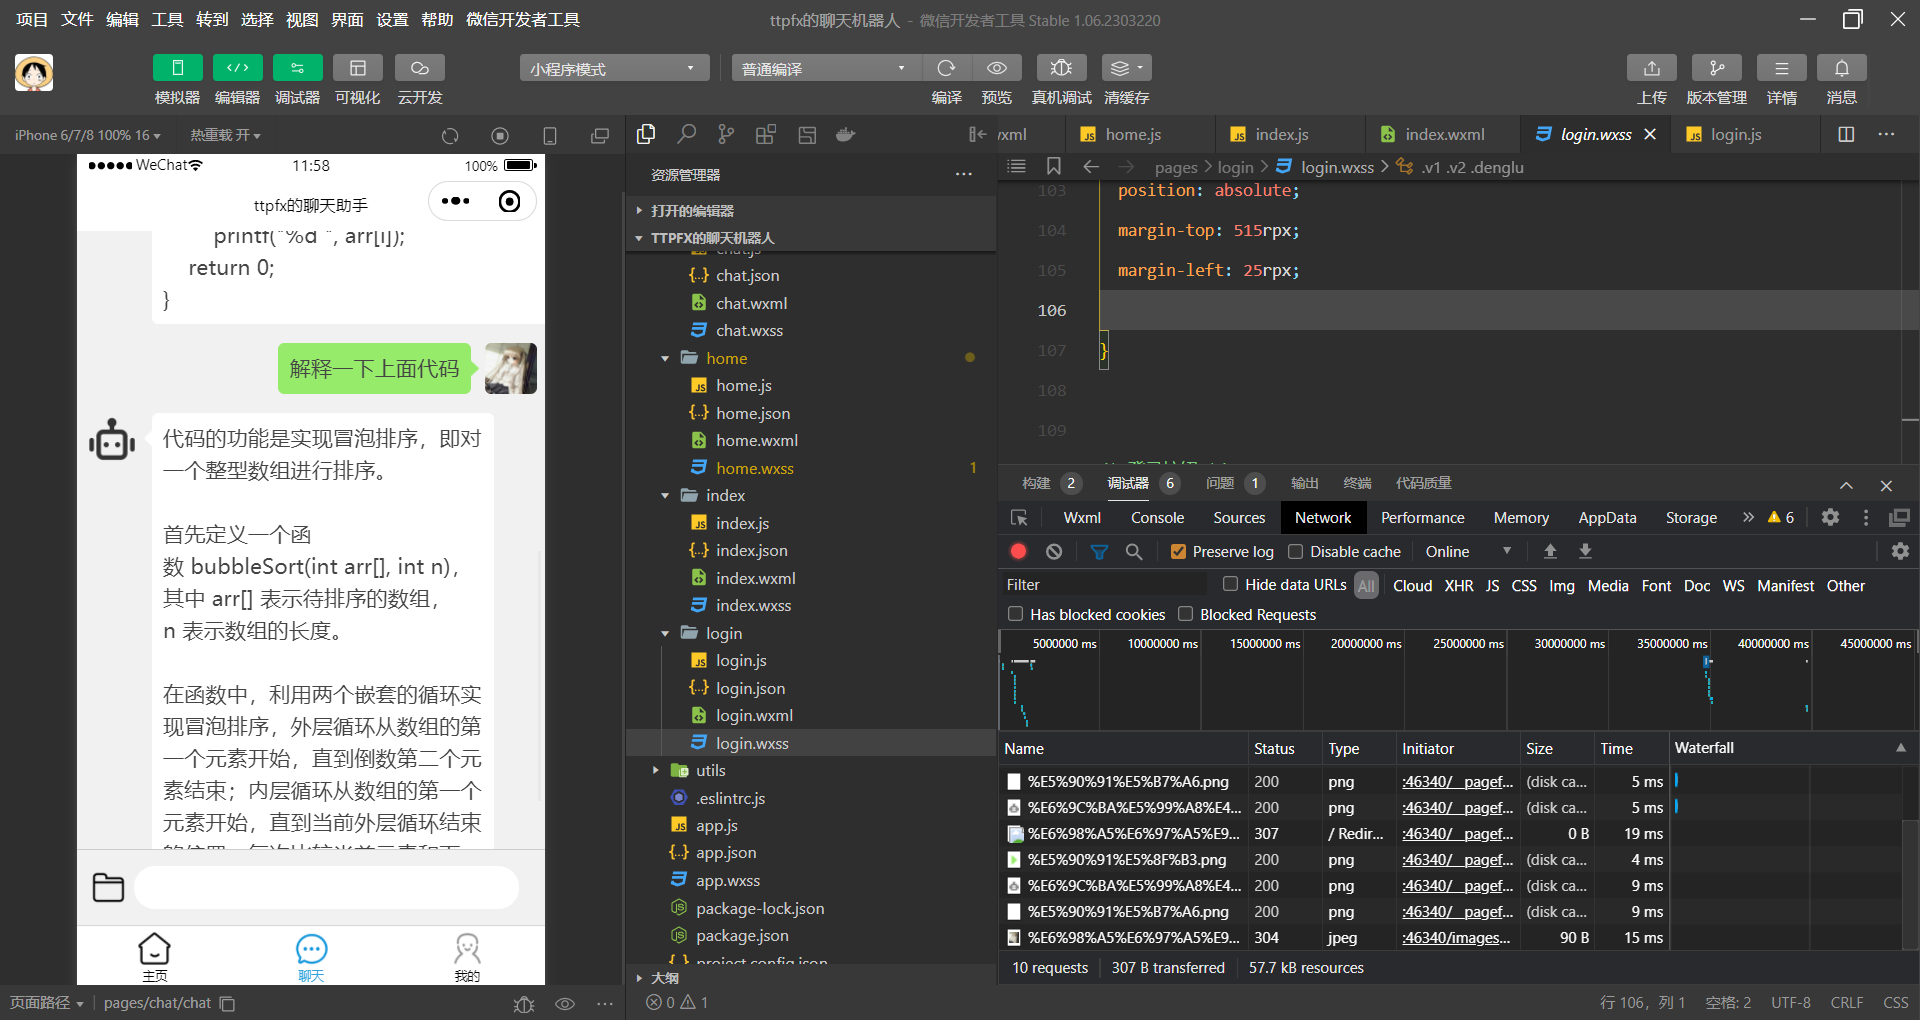 项目 文件 编辑 工具 转到 选择 视图 界面 设置 帮助 微信开发者工具
ttpfx的聊天机器人 - 微信开发者工具 Stable 1.06.2303220
小程序模式
普通编译
模拟器 编辑器 调试器 可视化 云开发
编译 预览 真机调试 清缓存
上传 版本管理 详情 消息
iPhone 6/7/8 100% 16
热重载 开
WeChat
11:58
100%
ttpfx的聊天助手
printf("%d ", arr[i]);
return 0;
}
解释一下上面代码
代码的功能是实现冒泡排序，即对
一个整型数组进行排序。
首先定义一个函
数 bubbleSort(int arr[], int n)，
其中 arr[] 表示待排序的数组，
n 表示数组的长度。
在函数中，利用两个嵌套的循环实
现冒泡排序，外层循环从数组的第
一个元素开始，直到倒数第二个元
素结束；内层循环从数组的第一个
元素开始，直到当前外层循环结束
主页
聊天
我的
页面路径
pages/chat/chat
资源管理器
打开的编辑器
TTPFX的聊天机器人
chat.js
chat.json
chat.wxml
chat.wxss
home
home.js
home.json
home.wxml
home.wxss 1
index
index.js
index.json
index.wxml
index.wxss
login
login.js
login.json
login.wxml
login.wxss
utils
.eslintrc.js
app.js
app.json
app.wxss
package-lock.json
package.json
project.config.json
大纲
0 1
wxml
home.js
index.js
index.wxml
login.wxss
login.js
pages > login > login.wxss > .v1 .v2 .denglu
103 position: absolute;
104 margin-top: 515rpx;
105 margin-left: 25rpx;
106
107 }
108
109
构建 2 调试器 6 问题 1 输出 终端 代码质量
Wxml Console Sources Network Performance Memory AppData Storage » 6
Preserve log Disable cache Online
Filter Hide data URLs All Cloud XHR JS CSS Img Media Font Doc WS Manifest Other
Has blocked cookies Blocked Requests
5000000 ms 10000000 ms 15000000 ms 20000000 ms 25000000 ms 30000000 ms 35000000 ms 40000000 ms 45000000 ms
Name Status Type Initiator Size Time Waterfall
%E5%90%91%E5%B7%A6.png 200 png :46340/__pagef... (disk ca... 5 ms
%E6%9C%BA%E5%99%A8%E4... 200 png :46340/__pagef... (disk ca... 5 ms
%E6%98%A5%E6%97%A5%E9... 307 / Redir... :46340/__pagef... 0 B 19 ms
%E5%90%91%E5%8F%B3.png 200 png :46340/__pagef... (disk ca... 4 ms
%E6%9C%BA%E5%99%A8%E4... 200 png :46340/__pagef... (disk ca... 9 ms
%E5%90%91%E5%B7%A6.png 200 png :46340/__pagef... (disk ca... 9 ms
%E6%98%A5%E6%97%A5%E9... 304 jpeg :46340/images... 90 B 15 ms
10 requests 307 B transferred 57.7 kB resources
行 106，列 1 空格: 2 UTF-8 CRLF CSS